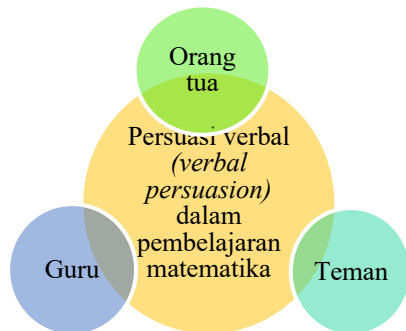 Orang
tua
Persuasi verbal
(verbal
persuasion)
dalam
pembelajaran
matematika
Guru
Teman